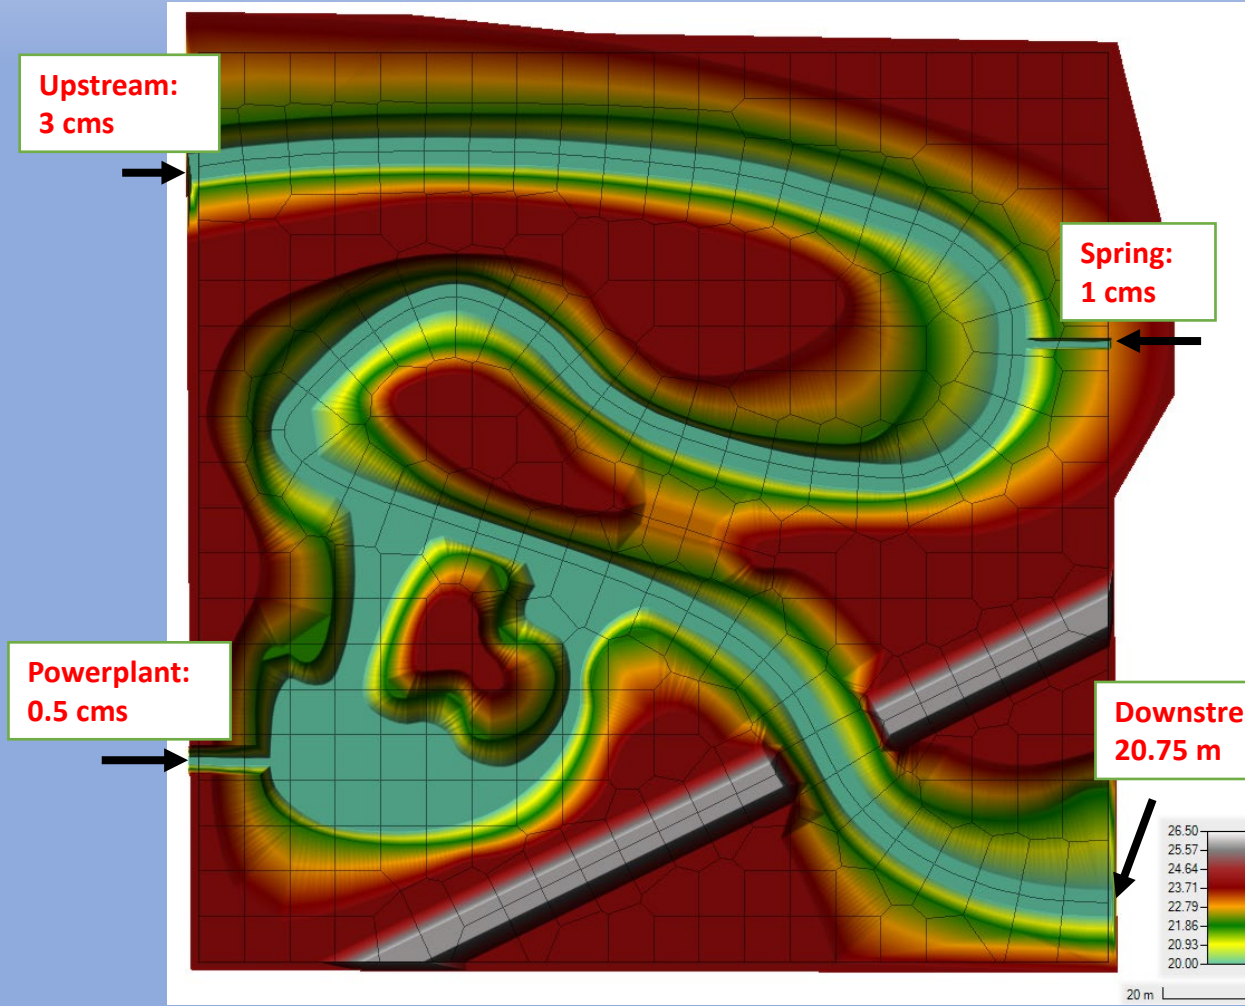 Upstream:
3 cms
Spring:
1 cms
Powerplant:
0.5 cms
Downstre
20.75 m
26.50
25.57
24.64
23.71
22.79
21.86
20.93
20.00
20 m